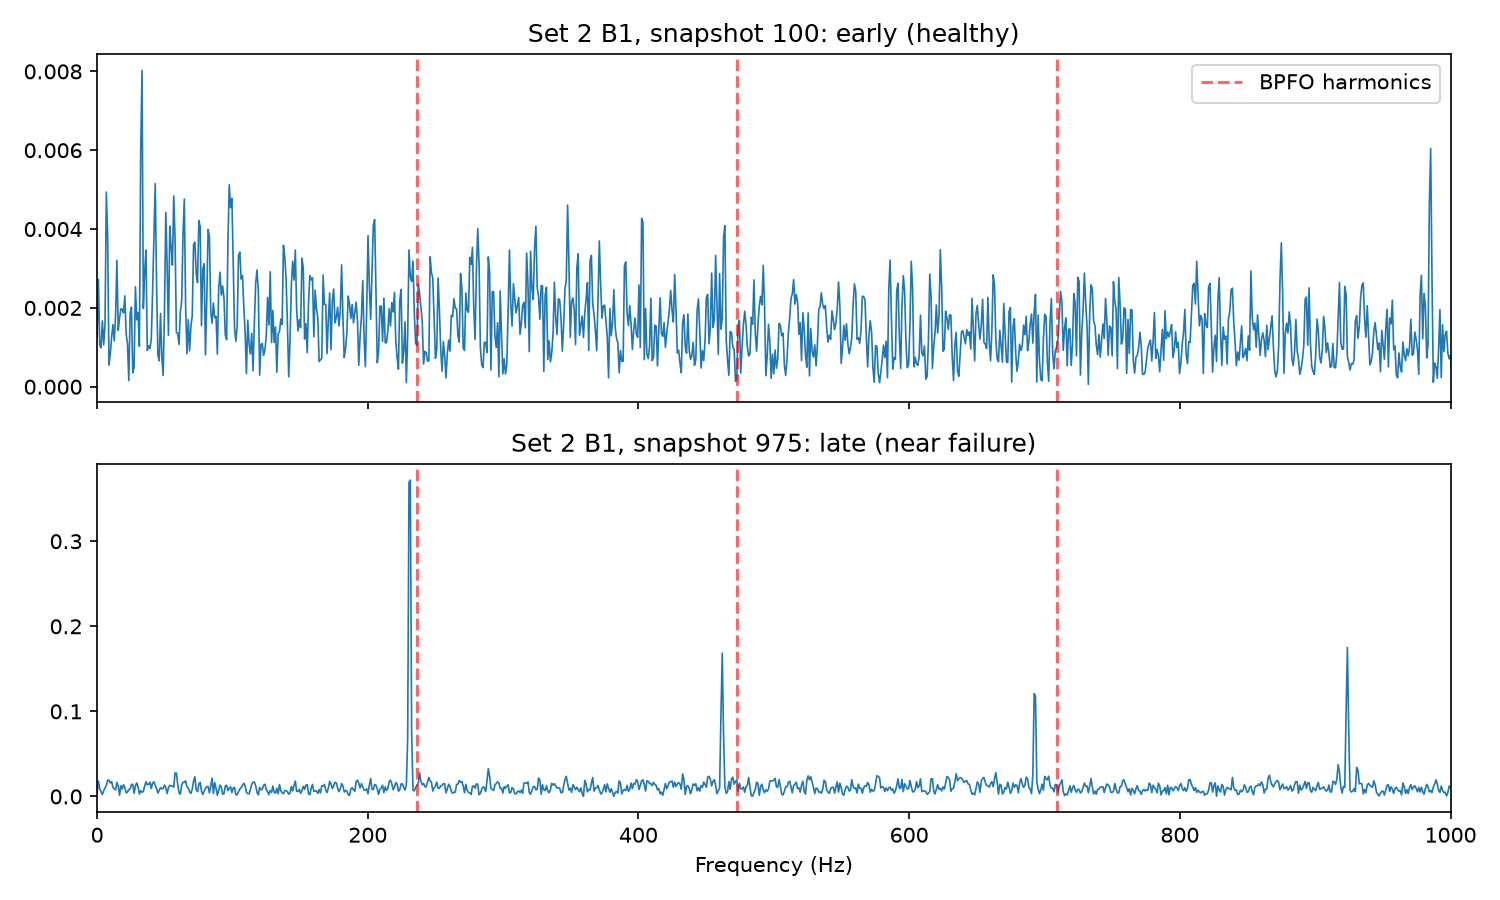 Set 2 B1, snapshot 100: early (healthy)
0.008
0.006
0.004
0.002
0.000
BPFO harmonics
Set 2 B1, snapshot 975: late (near failure)
0.3
0.2
0.1
0.0
0 200 400 600 800 1000
Frequency (Hz)